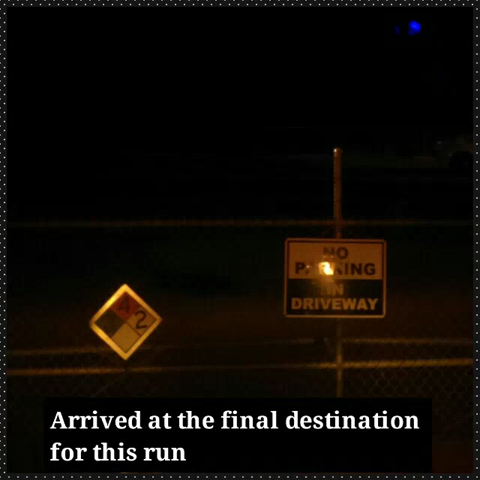 NO
PARKING
IN
DRIVEWAY
2
Arrived at the final destination
for this run